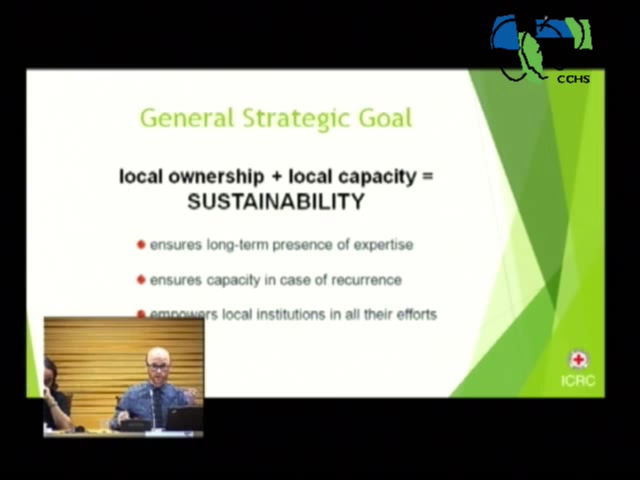 CCHS
General Strategic Goal
local ownership + local capacity =
SUSTAINABILITY
ensures long-term presence of expertise
ensures capacity in case of recurrence
empowers local institutions in all their efforts
ICRC